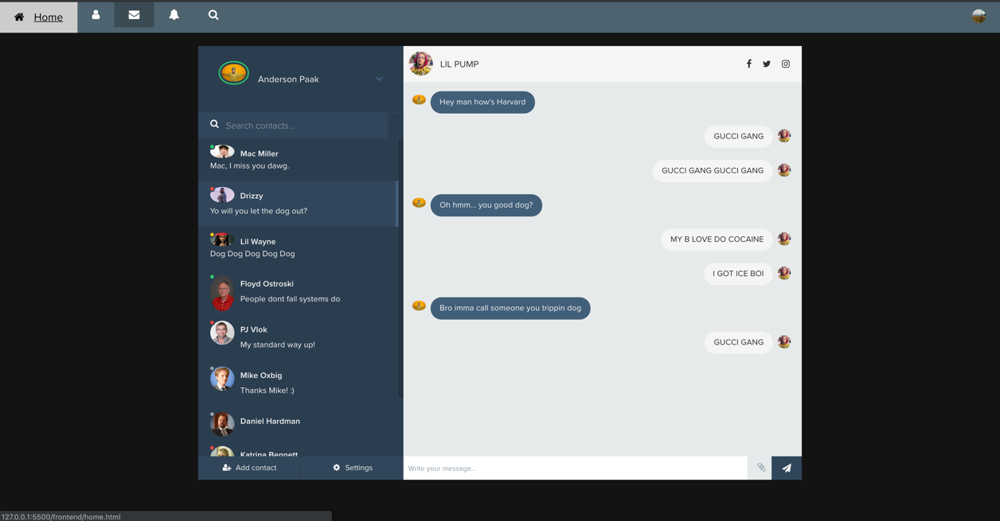 Home
Anderson Paak
Search contacts...
Mac Miller
Mac, I miss you dawg.
Drizzy
Yo will you let the dog out?
Lil Wayne
Dog Dog Dog Dog Dog
Floyd Ostroski
People dont fail systems do
PJ Vlok
My standard way up!
Mike Oxbig
Thanks Mike! :)
Daniel Hardman
Katrina Bennett
Add contact
Settings
LIL PUMP
Hey man how's Harvard
GUCCI GANG
GUCCI GANG GUCCI GANG
Oh hmm... you good dog?
MY B LOVE DO COCAINE
I GOT ICE BOI
Bro imma call someone you trippin dog
GUCCI GANG
Write your message...
127.0.0.1:5500/frontend/home.html